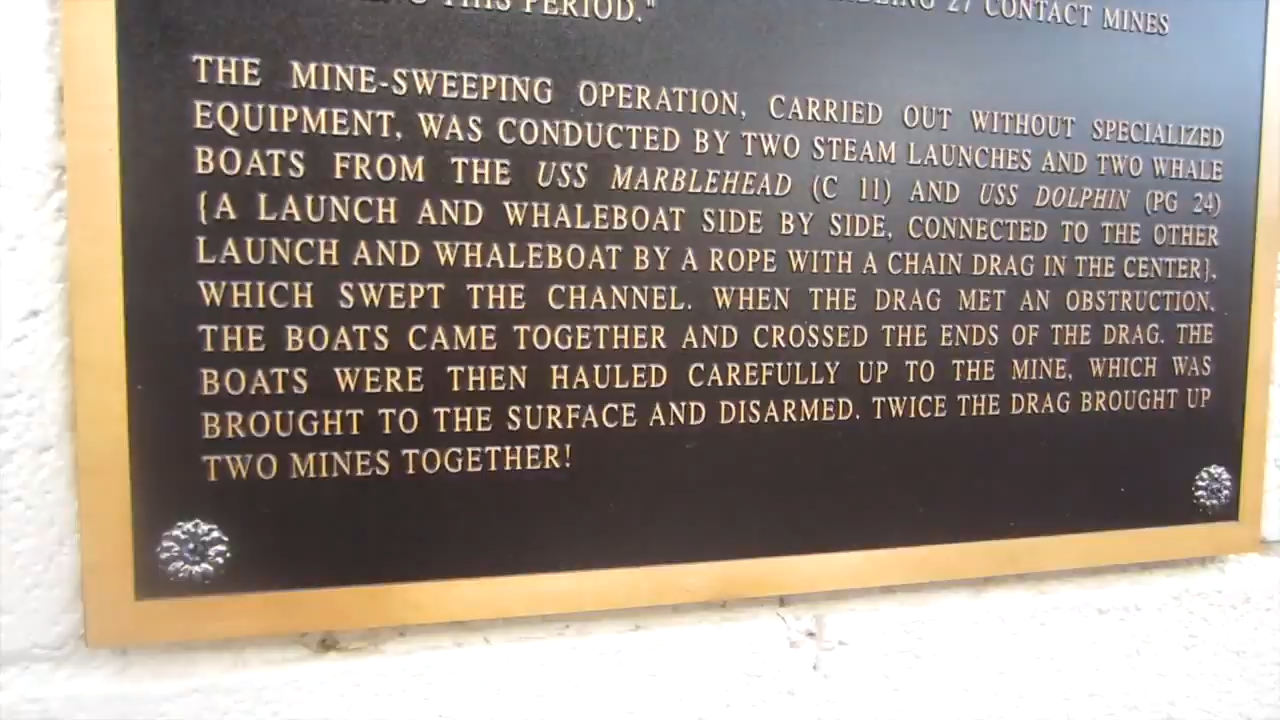 THIS PERIOD."
27 CONTACT MINES
THE MINE-SWEEPING OPERATION, CARRIED OUT WITHOUT SPECIALIZED
EQUIPMENT, WAS CONDUCTED BY TWO STEAM LAUNCHES AND TWO WHALE
BOATS FROM THE USS MARBLEHEAD (C 11) AND USS DOLPHIN (PG 24)
{A LAUNCH AND WHALEBOAT SIDE BY SIDE, CONNECTED TO THE OTHER
LAUNCH AND WHALEBOAT BY A ROPE WITH A CHAIN DRAG IN THE CENTER},
WHICH SWEPT THE CHANNEL. WHEN THE DRAG MET AN OBSTRUCTION,
THE BOATS CAME TOGETHER AND CROSSED THE ENDS OF THE DRAG. THE
BOATS WERE THEN HAULED CAREFULLY UP TO THE MINE, WHICH WAS
BROUGHT TO THE SURFACE AND DISARMED. TWICE THE DRAG BROUGHT UP
TWO MINES TOGETHER!